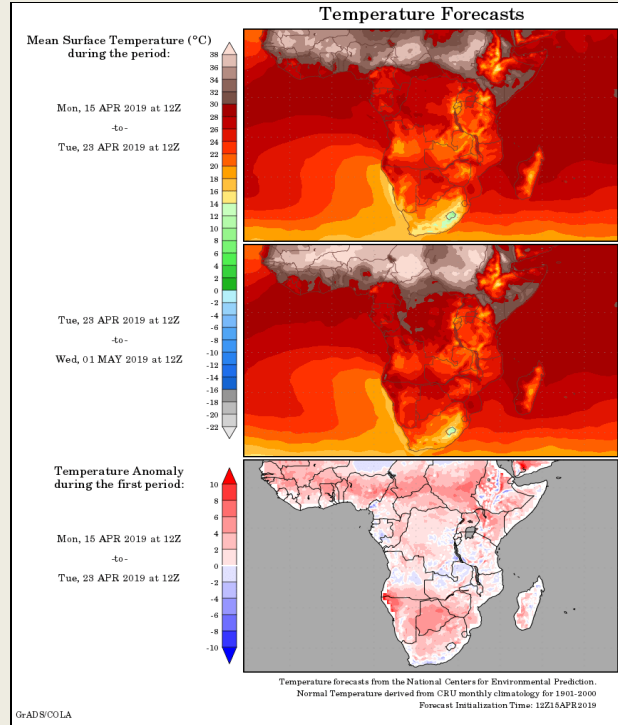 Temperature Forecasts
Mean Surface Temperature (°C)
during the period:
Mon, 15 APR 2019 at 12Z
-to-
Tue, 23 APR 2019 at 12Z
38
36
34
32
30
28
26
24
22
20
18
16
14
12
10
8
6
4
2
0
-2
-4
-6
-8
-10
-12
-14
-16
-18
-20
-22
Tue, 23 APR 2019 at 12Z
-to-
Wed, 01 MAY 2019 at 12Z
Temperature Anomaly
during the first period:
Mon, 15 APR 2019 at 12Z
-to-
Tue, 23 APR 2019 at 12Z
10
8
6
4
2
0
-2
-4
-6
-8
-10
Temperature forecasts from the National Centers for Environmental Prediction.
Normal Temperature derived from CRU monthly climatology for 1901-2000
Forecast Initialization Time: 12Z15APR2019
GrADS/COLA